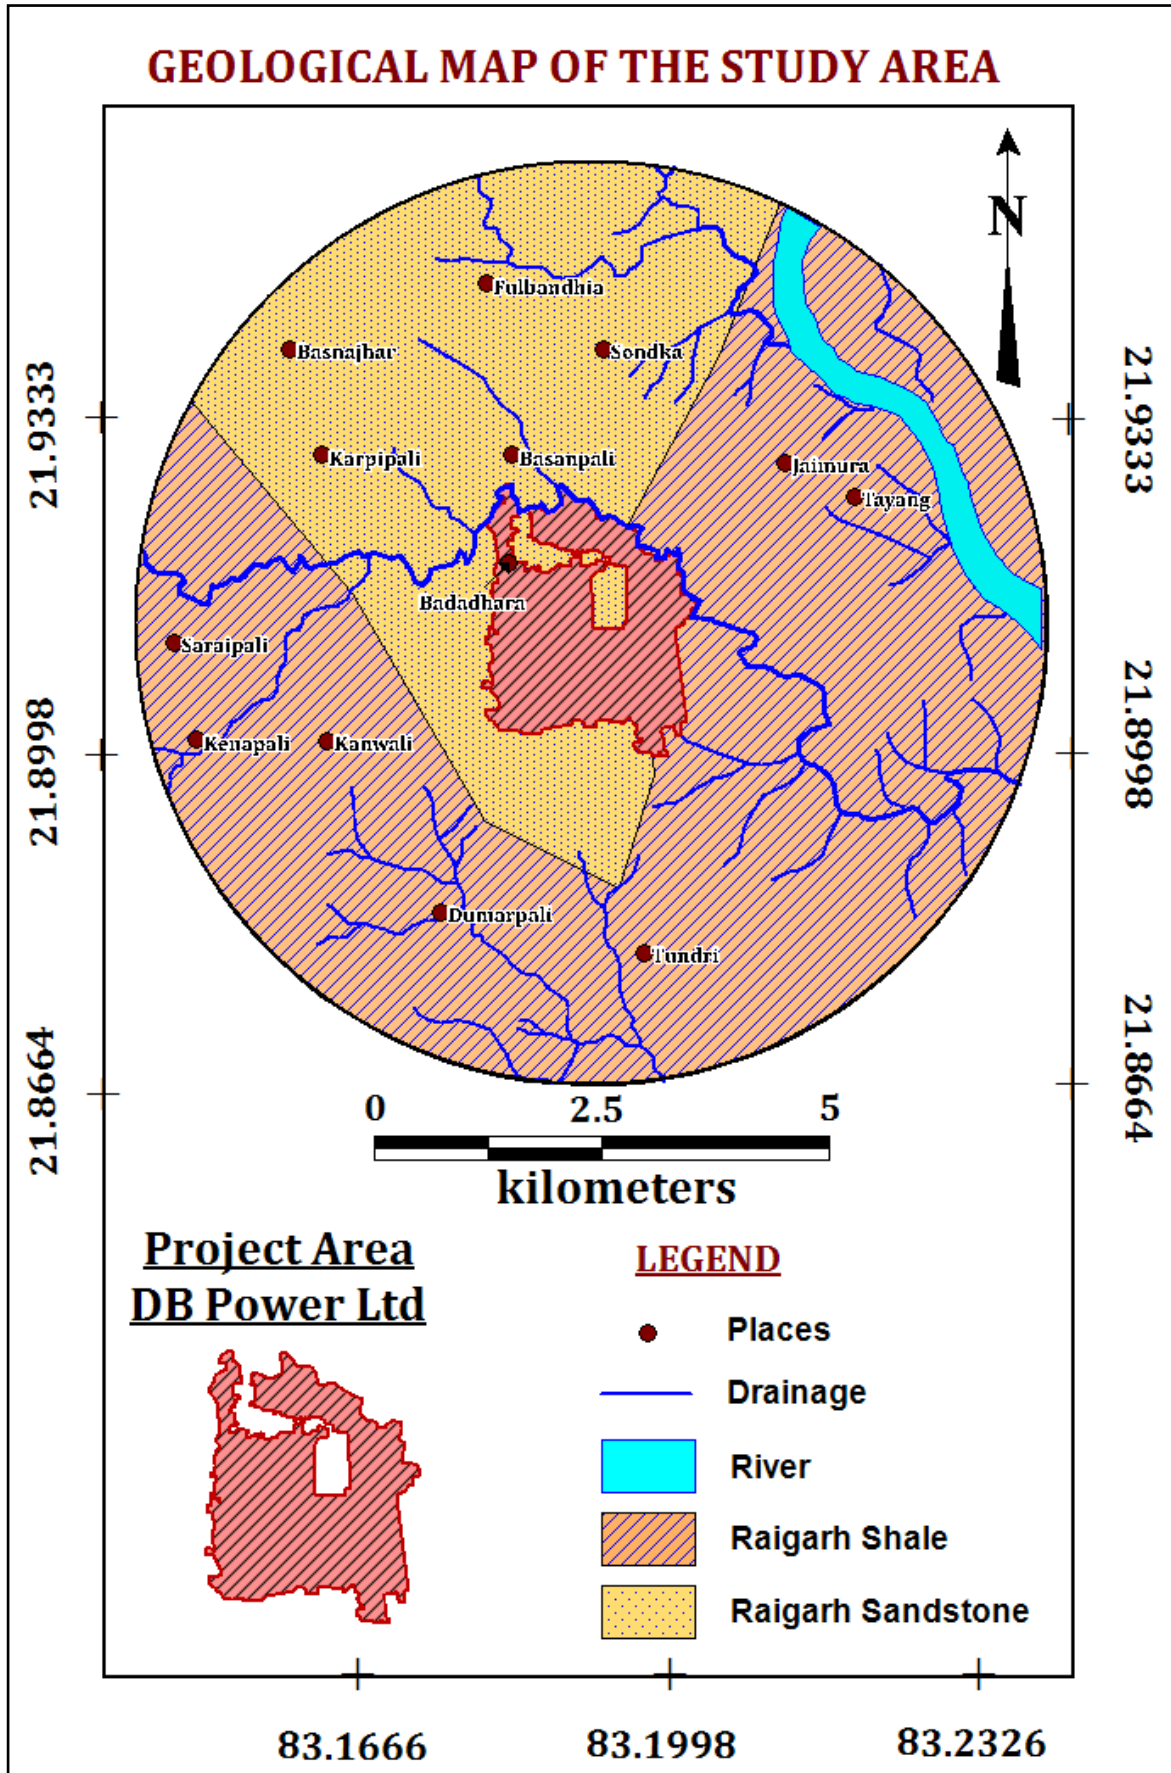 GEOLOGICAL MAP OF THE STUDY AREA
N
Fulbandhia
Basnajhar
Sondka
21.9333
21.9333
Karpipali
Basanpali
Jaimura
Tayang
Badadhara
Saraipali
Kenapali
Kanwali
21.8998
21.8998
Dumarpali
Tundri
21.8664
21.8664
0 2.5 5
kilometers
Project Area
DB Power Ltd
LEGEND
Places
Drainage
River
Raigarh Shale
Raigarh Sandstone
83.1666 83.1998 83.2326